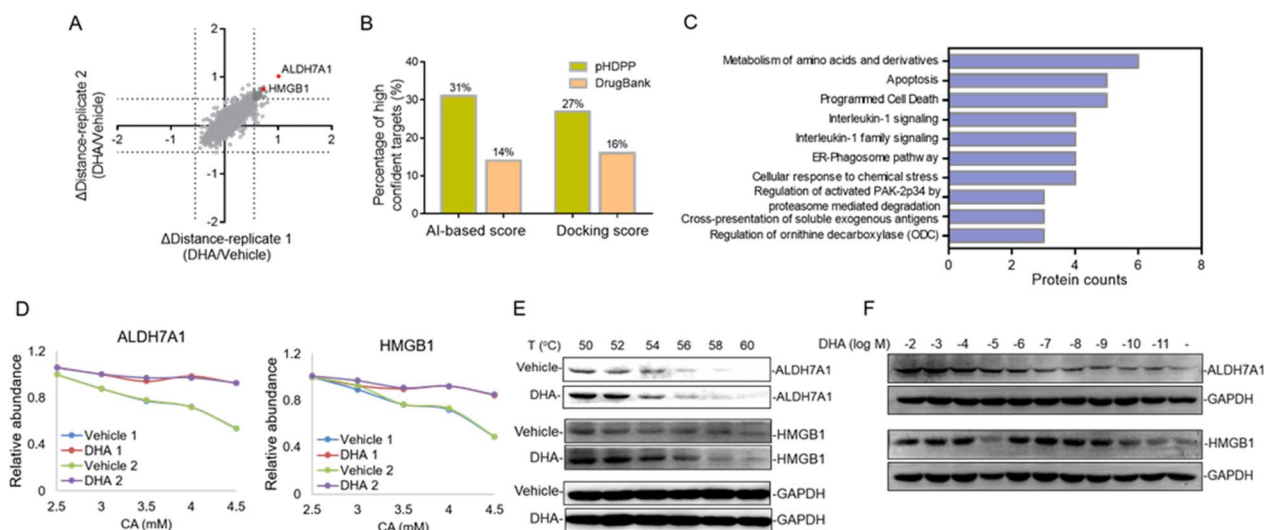 A
2
1
-2
-1
1
2
-1
-2
ALDH7A1
HMGB1
ΔDistance-replicate 2
(DHA/Vehicle)
ΔDistance-replicate 1
(DHA/Vehicle)
B
Percentage of high
confident targets (%)
40
30
20
10
0
31%
14%
27%
16%
pHDPP
DrugBank
AI-based score
Docking score
C
Metabolism of amino acids and derivatives
Apoptosis
Programmed Cell Death
Interleukin-1 signaling
Interleukin-1 family signaling
ER-Phagosome pathway
Cellular response to chemical stress
Regulation of activated PAK-2p34 by
proteasome mediated degradation
Cross-presentation of soluble exogenous antigens
Regulation of ornithine decarboxylase (ODC)
0 2 4 6 8
Protein counts
D
ALDH7A1
Relative abundance
1.2
0.8
0.4
0
Vehicle 1
DHA 1
Vehicle 2
DHA 2
2.5 3 3.5 4 4.5
CA (mM)
HMGB1
Relative abundance
1.2
0.8
0.4
0
Vehicle 1
DHA 1
Vehicle 2
DHA 2
2.5 3 3.5 4 4.5
CA (mM)
E
T (°C) 50 52 54 56 58 60
Vehicle- -ALDH7A1
DHA- -ALDH7A1
Vehicle- -HMGB1
DHA- -HMGB1
Vehicle- -GAPDH
DHA- -GAPDH
F
DHA (log M) -2 -3 -4 -5 -6 -7 -8 -9 -10 -11 -
-ALDH7A1
-GAPDH
-HMGB1
-GAPDH